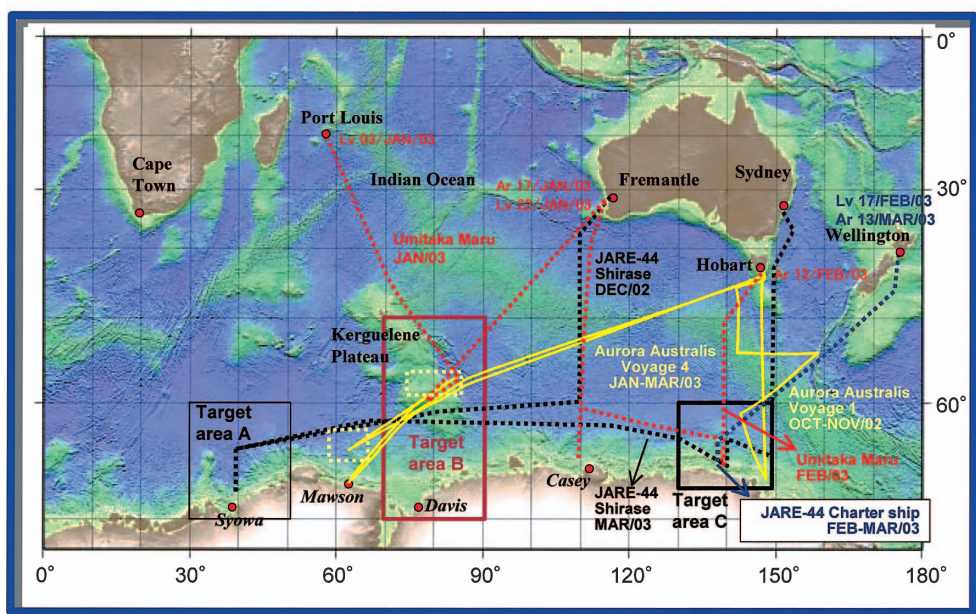 0°
Port Louis
Lv 03/JAN/03
Cape
Town
Indian Ocean
Ar 17/JAN/03
Lv 22/JAN/03
Fremantle
Sydney
30°
Lv 17/FEB/03
Ar 13/MAR/03
Wellington
Umitaka Maru
JAN/03
JARE-44
Shirase
DEC/02
Hobart
Ar 12/FEB/03
Kerguelene
Plateau
Aurora Australis
Voyage 4
JAN-MAR/03
Aurora Australis
Voyage 1
OCT-NOV/02
60°
Target
area A
Target
area B
Umitaka Maru
FEB/03
Mawson
Casey
Syowa
Davis
JARE-44
Shirase
MAR/03
Target
area C
JARE-44 Charter ship
FEB-MAR/03
0°
30°
60°
90°
120°
150°
180°